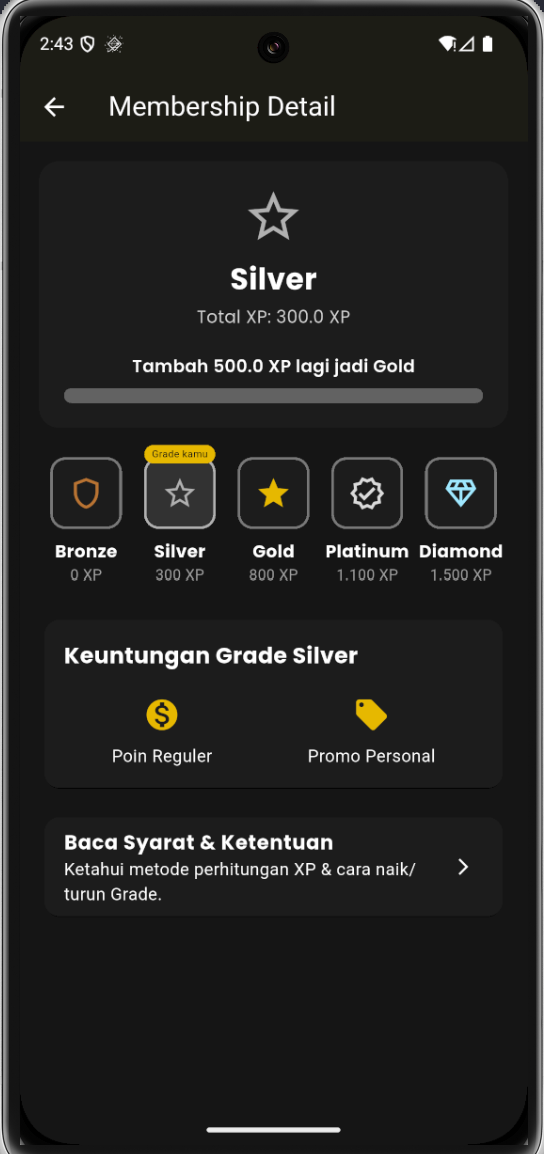 2:43
Membership Detail
Silver
Total XP: 300.0 XP
Tambah 500.0 XP lagi jadi Gold
Grade kamu
Bronze Silver Gold Platinum Diamond
0 XP 300 XP 800 XP 1.100 XP 1.500 XP
Keuntungan Grade Silver
Poin Reguler Promo Personal
Baca Syarat & Ketentuan
Ketahui metode perhitungan XP & cara naik/
turun Grade.